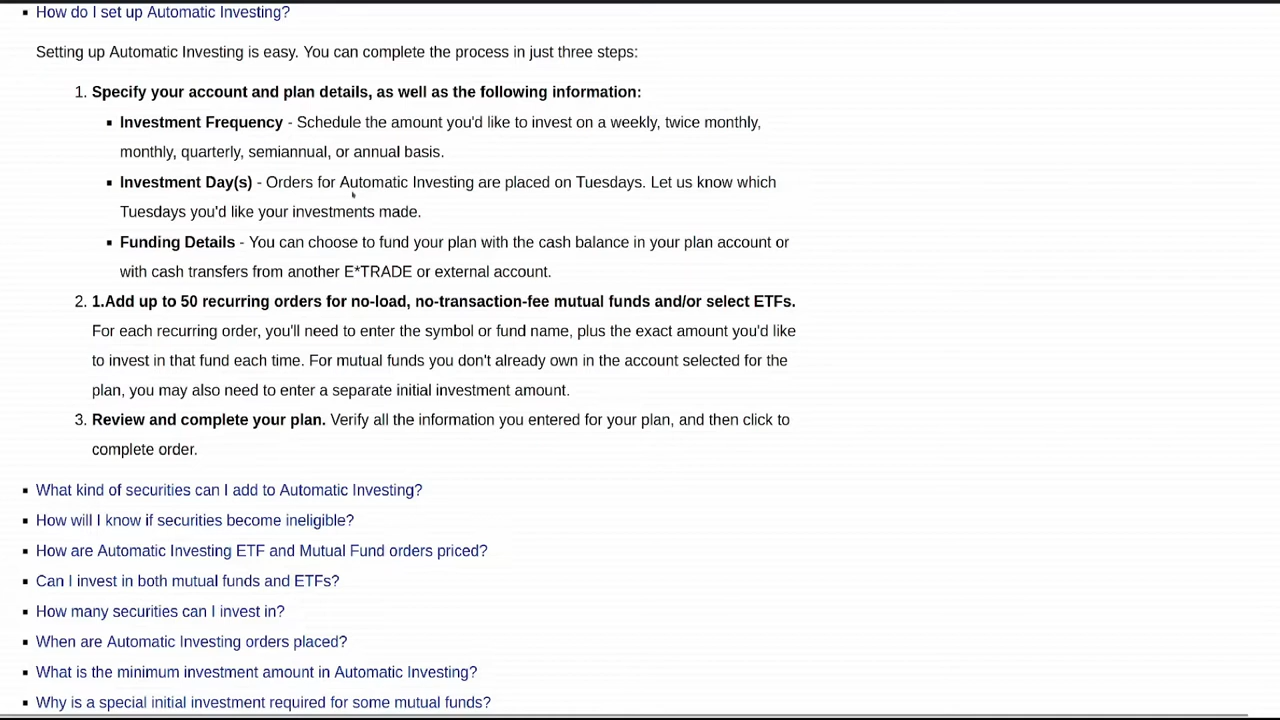 How do I set up Automatic Investing?
Setting up Automatic Investing is easy. You can complete the process in just three steps:
1. Specify your account and plan details, as well as the following information:
Investment Frequency - Schedule the amount you'd like to invest on a weekly, twice monthly,
monthly, quarterly, semiannual, or annual basis.
Investment Day(s) - Orders for Automatic Investing are placed on Tuesdays. Let us know which
Tuesdays you'd like your investments made.
Funding Details - You can choose to fund your plan with the cash balance in your plan account or
with cash transfers from another E*TRADE or external account.
2. 1.Add up to 50 recurring orders for no-load, no-transaction-fee mutual funds and/or select ETFs.
For each recurring order, you'll need to enter the symbol or fund name, plus the exact amount you'd like
to invest in that fund each time. For mutual funds you don't already own in the account selected for the
plan, you may also need to enter a separate initial investment amount.
3. Review and complete your plan. Verify all the information you entered for your plan, and then click to
complete order.
What kind of securities can I add to Automatic Investing?
How will I know if securities become ineligible?
How are Automatic Investing ETF and Mutual Fund orders priced?
Can I invest in both mutual funds and ETFs?
How many securities can I invest in?
When are Automatic Investing orders placed?
What is the minimum investment amount in Automatic Investing?
Why is a special initial investment required for some mutual funds?